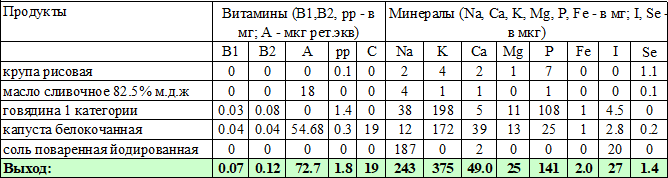 Продукты Витамины (B1,B2, pp - в мг; A - мкг рет.экв) Минералы (Na, Ca, K, Mg, P, Fe - в мг; I, Se - в мкг)
B1 B2 A pp C Na K Ca Mg P Fe I Se
крупа рисовая 0 0 0 0.1 0 2 4 2 1 7 0 0 1.1
масло сливочное 82.5% м.д.ж 0 0 18 0 0 4 1 1 0 1 0 0 0.1
говядина 1 категории 0.03 0.08 0 1.4 0 38 198 5 11 108 1 4.5 0
капуста белокочанная 0.04 0.04 54.68 0.3 19 12 172 39 13 25 1 2.8 0.2
соль поваренная йодированная 0 0 0 0 0 187 0 2 0 0 0 20 0
Выход: 0.07 0.12 72.7 1.8 19 243 375 49.0 25 141 2.0 27 1.4